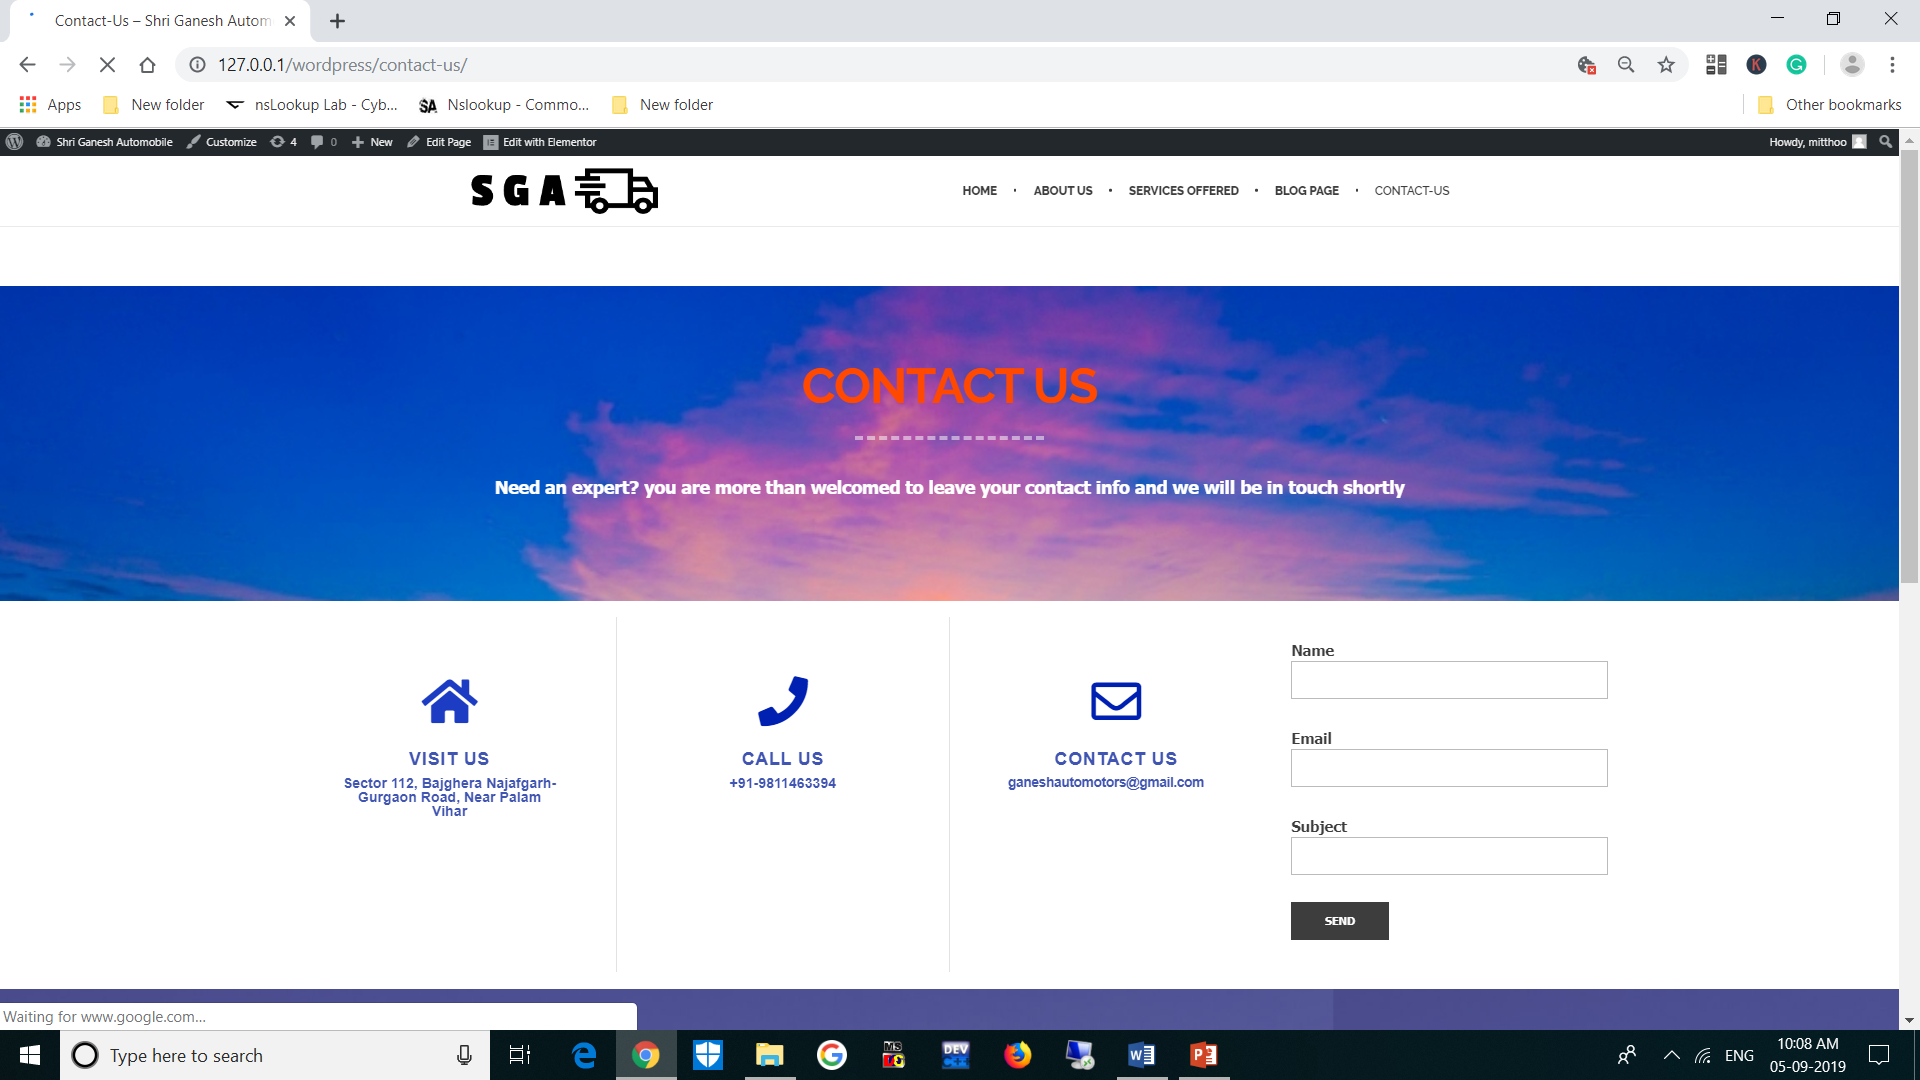 Contact-Us – Shri Ganesh Autom
127.0.0.1/wordpress/contact-us/
Apps New folder nsLookup Lab - Cyb... SA Nslookup - Commo... New folder Other bookmarks
Shri Ganesh Automobile Customize 4 0 New Edit Page Edit with Elementor Howdy, mitthoo
SGA
HOME ABOUT US SERVICES OFFERED BLOG PAGE CONTACT-US
CONTACT US
Need an expert? you are more than welcomed to leave your contact info and we will be in touch shortly
VISIT US
Sector 112, Bajghera Najafgarh-
Gurgaon Road, Near Palam
Vihar
CALL US
+91-9811463394
CONTACT US
ganeshautomotors@gmail.com
Name
Email
Subject
SEND
Waiting for www.google.com...
Type here to search
ENG
10:08 AM
05-09-2019